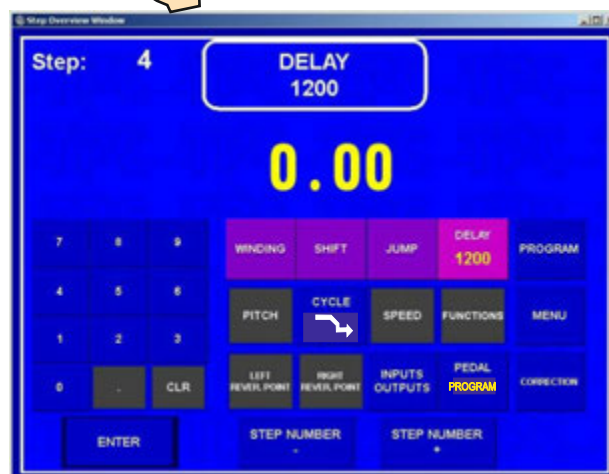 Step Overview Window
Step: 4
DELAY
1200
0.00
7 8 9
WINDING SHIFT JUMP DELAY PROGRAM
1200
4 5 6
PITCH CYCLE SPEED FUNCTIONS MENU
1 2 3
LEFT REVER. POINT RIGHT REVER. POINT INPUTS OUTPUTS PEDAL PROGRAM CORRECTION
0 . CLR
ENTER
STEP NUMBER
-
STEP NUMBER
+